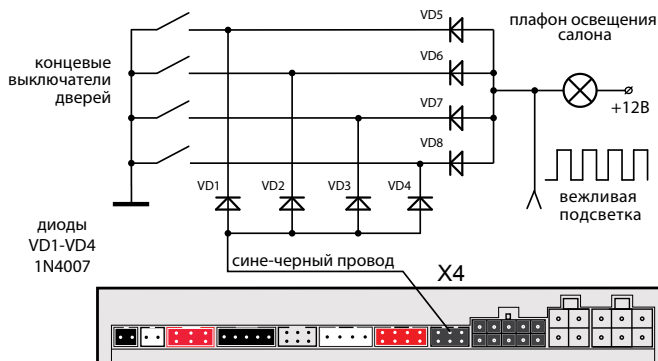 концевые
выключатели
дверей
VD5
VD6
VD7
VD8
плафон освещения
салона
+12В
VD1
VD2
VD3
VD4
вежливая
подсветка
диоды
VD1-VD4
1N4007
сине-черный провод
X4